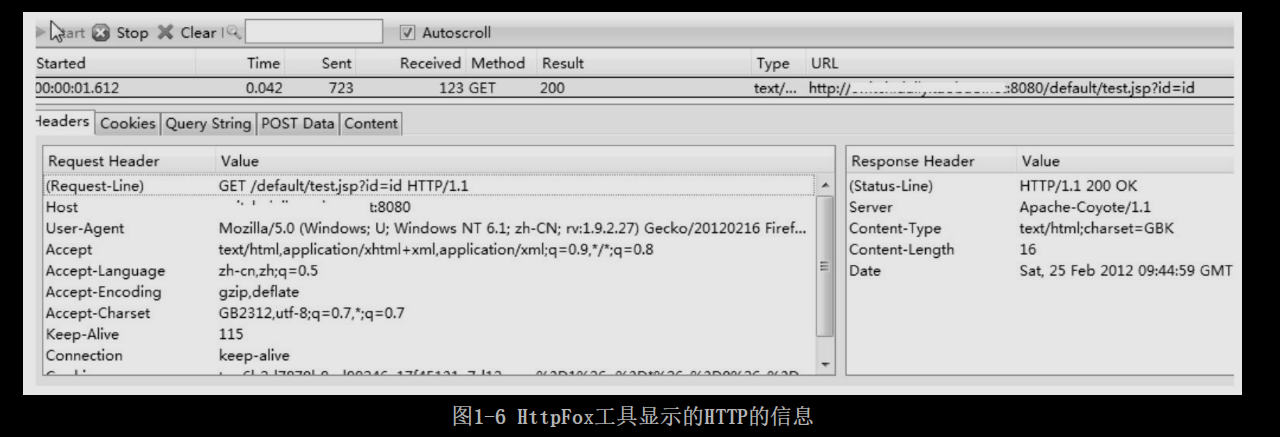 Start Stop Clear Autoscroll
Started Time Sent Received Method Result Type URL
00:00:01.612 0.042 723 123 GET 200 text/... http:// :8080/default/test.jsp?id=id
Headers Cookies Query String POST Data Content
Request Header Value Response Header Value
(Request-Line) GET /default/test.jsp?id=id HTTP/1.1 (Status-Line) HTTP/1.1 200 OK
Host t:8080 Server Apache-Coyote/1.1
User-Agent Mozilla/5.0 (Windows; U; Windows NT 6.1; zh-CN; rv:1.9.2.27) Gecko/20120216 Firef... Content-Type text/html;charset=GBK
Accept text/html,application/xhtml+xml,application/xml;q=0.9,*/*;q=0.8 Content-Length 16
Accept-Language zh-cn,zh;q=0.5 Date Sat, 25 Feb 2012 09:44:59 GMT
Accept-Encoding gzip,deflate
Accept-Charset GB2312,utf-8;q=0.7,*;q=0.7
Keep-Alive 115
Connection keep-alive
图1-6 HttpFox工具显示的HTTP的信息